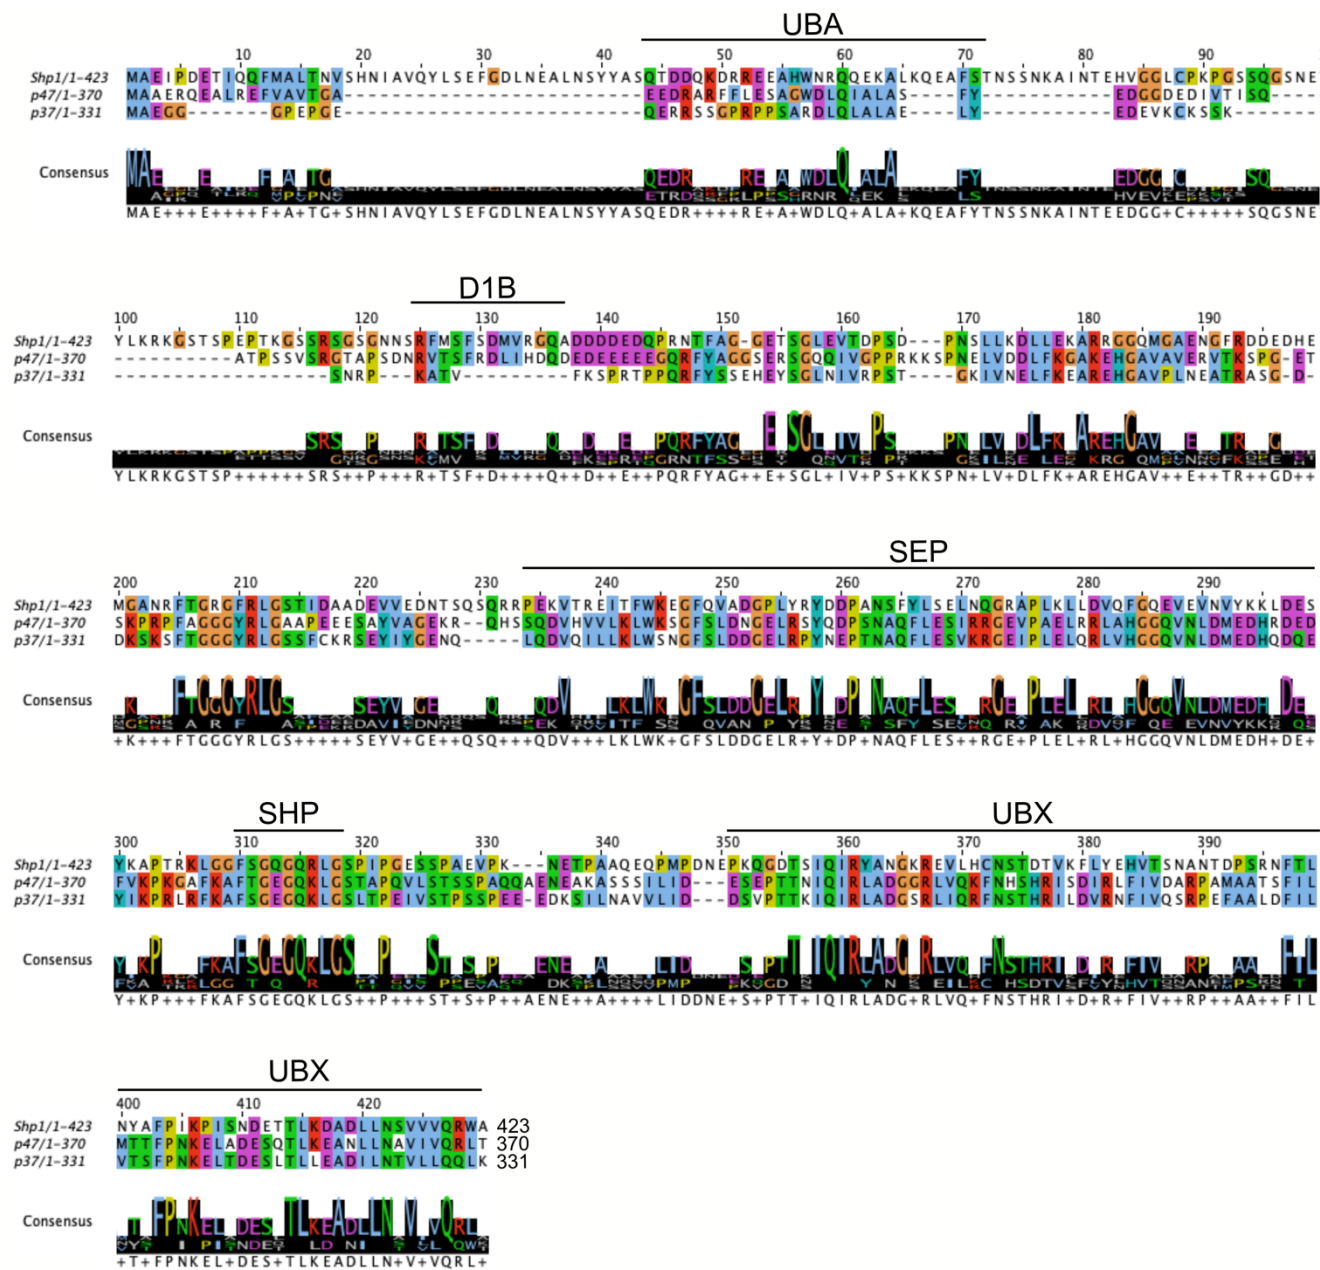 UBA
10 20 30 40 50 60 70 80 90
Shp1/1-423 MAEIPDETIQQFMALTNVSHNIAVQYLSEFGDLNEALNSYYASQTDDQKDRREEAHWNRQQEKALKQEAFSTNSSNKAINTEHVGGLCPKPGSSQGSNE
p47/1-370 MAAERQEALREFVAVTGA-------------------------EEDRARFFLESAGWDLQIALAS----FY-----------EDGGDEDIVTISQ----
p37/1-331 MAEGG-------GPEPGE-------------------------QERRSSGPRPPSARDLQLALAE----LY-----------EDEVKCKSSK-------
Consensus
MAE+++E++++F+A+TG+SHNIAVQYLSEFGDLNEALNSYYASQEDR++++RE+A+WDLQ+ALA+KQEAFYTNSSNKAINTEEDGG+C+++++SQGSNE
D1B
100 110 120 130 140 150 160 170 180 190
Shp1/1-423 YLKRKGSTSPEPTKGSSRSGSGNNSRFMSFSDMVRGQADDDDEDQPRNTFAG-GETSGLEVTDPSD---PNSLLKDLLEKARRGGQMGAENGFRDDEDHE
p47/1-370 ----------ATPSSVSRGTAPSDNRVTSFRDLIHDQDEDEEEEEGQRFYAGGSERSGQQIVGPPRKKSPNELVDDLFKGAKEHGAVAVERVTKSPG-ET
p37/1-331 ------------------SNRP---KATV---------FKSPRTPPQRFYSSEHEYSGLNIVRPST----GKIVNELFKEAREHGAVPLNEATRASG-D-
Consensus
YLKRKGSTSP++++++SRS++P+++R+TSF+D++++Q++D++E++PQRFYAG++E+SGL+IV+PS+KKSPN+LV+DLFK+AREHGAV++E++TR++GD++
SEP
200 210 220 230 240 250 260 270 280 290
Shp1/1-423 MGANRFTGRGFRLGSTIDAADEVVEDNTSQSQRRPEKVTREITFWKEGFQVADGPLYRYDDPANSFYLSELNQGRAPLKLLDVQFGQEVEVNVYKKLDES
p47/1-370 SKPRPFAGGGYRLGAAPEEESAYVAGEKR--QHSSQDVHVVLKLWKSGFSLDNGELRSYQDPSNAQFLESIRRGEVPAELRRLAHGGQVNLDMEDHRDED
p37/1-331 DKSKSFTGGGYRLGSSFCKRSEYIYGENQ-----LQDVQILLKLWSNGFSLDDGELRPYNEPTNAQFLESVKRGEIPLELQRLVHGGQVNLDMEDHQDQE
Consensus
+K+++FTGGGYRLGS+++++SEYV+GE++QSQ+++QDV+++LKLWK+GFSLDDGELR+Y+DP+NAQFLES++RGE+PLEL+RL+HGGQVNLDMEDH+DE+
SHP UBX
300 310 320 330 340 350 360 370 380 390
Shp1/1-423 YKAPTRKLGGFSGQGQRLGSPIPGESSPAEVPK---NETPAAQEQPMPDNEPKQGDTSIQIRYANGKREVLHCNSTDTVKFLYEHVTSNANTDPSRNFTL
p47/1-370 FVKPKGAFKAFTGEGQKLGSTAPQVLSTSSPAQQAENEAKASSSILID---ESEPTTNIQIRLADGGRLVQKFNHSHRISDIRLFIVDARPAMAATSFIL
p37/1-331 YIKPRLRFKAFSGEGQKLGSLTPEIVSTPSSPEE-EDKSILNAVVLID---DSVPTTKIQIRLADGSRLIQRFNSTHRILDVRNFIVQSRPEFAALDFIL
Consensus
Y+KP+++FKAFSGEGQKLGS++P+++ST+S+P++AENE++A++++LIDDNE+S+PTT+IQIRLADG+RLVQ+FNSTHRI+D+R+FIV++RP++AA++FIL
UBX
400 410 420
Shp1/1-423 NYAFPIKPISNDETTLKDADLLNSVVVQRWA 423
p47/1-370 MTTFPNKELADESQTLKEANLLNAVIVQRLT 370
p37/1-331 VTSFPNKELTDESLTLLEADILNTVLLQQLK 331
Consensus
+T+FPNKEL+DES+TLKEADLLN+V+VQRL+